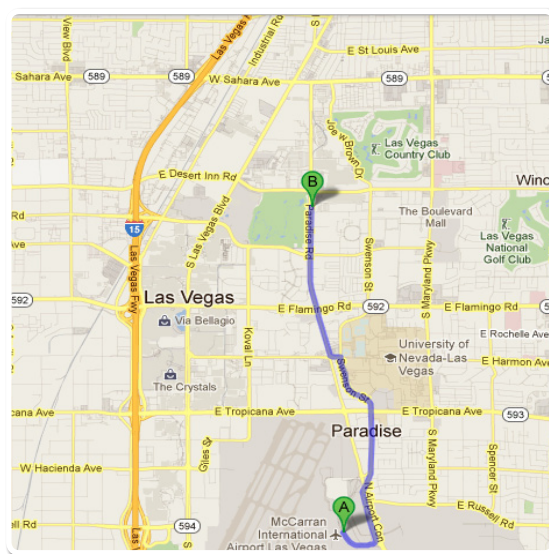 View Blvd
Las Vegas
Industrial Rd
S
E St Louis Ave
Sahara Ave
589
W Sahara Ave
589
Joe W Brown Dr
Las Vegas
Country Club
E Desert Inn Rd
B
Winc
Rd
15
S Las Vegas Blvd
Paradise Rd
The Boulevard
Mall
Las Vegas
National
Golf Club
Las Vegas Fwy
Swenson St
S Maryland Pkwy
592
Las Vegas
E Flamingo Rd
592
E Flamingo Rd
Via Bellagio
Koval Ln
E Rochelle Ave
University of
Nevada-Las
Vegas
E Harmon Ave
The Crystals
Swenson St
cana Ave
E Tropicana Ave
E Tropicana Ave
593
Paradise
Giles St
S Maryland Pkwy
Spencer St
W Hacienda Ave
A
N Airport Con
E Russell Rd
ell Rd
594
McCarran
International
Airport Las Vegas
Las V